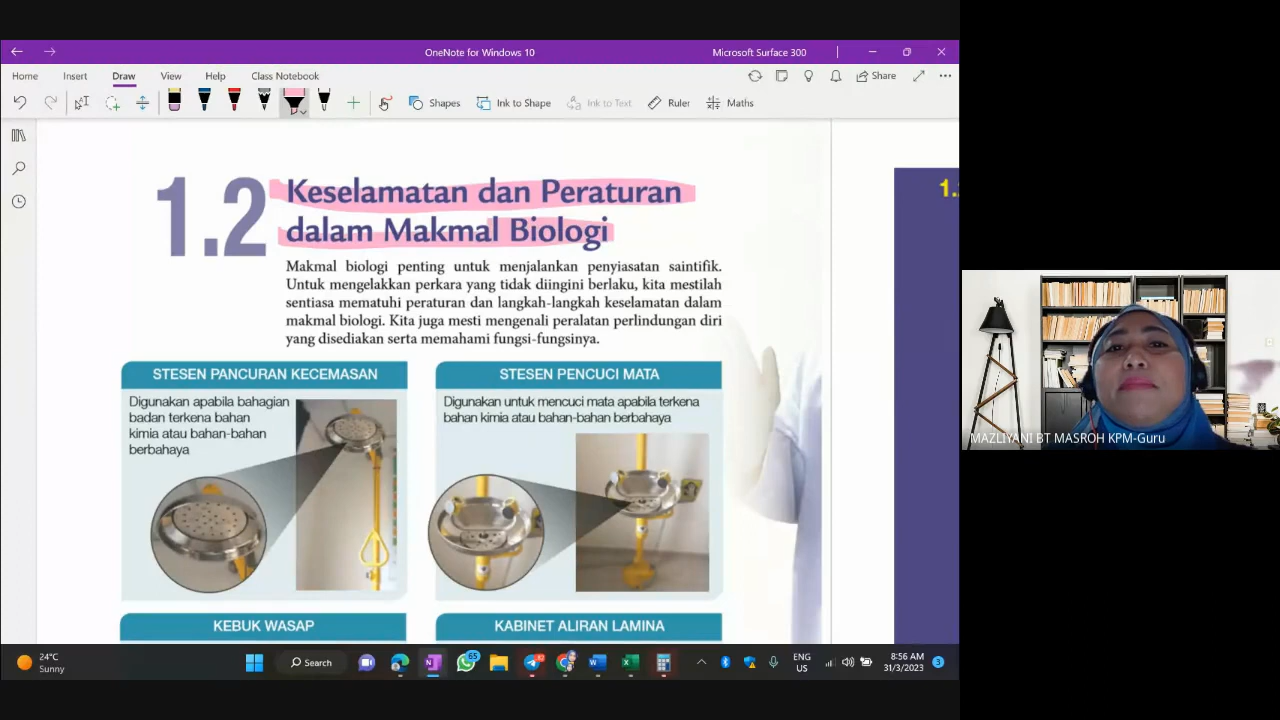 OneNote for Windows 10
Microsoft Surface 300
Home Insert Draw View Help Class Notebook
Share
Shapes Ink to Shape Ink to Text Ruler Maths
1.2 Keselamatan dan Peraturan
dalam Makmal Biologi
Makmal biologi penting untuk menjalankan penyiasatan saintifik.
Untuk mengelakkan perkara yang tidak diingini berlaku, kita mestilah
sentiasa mematuhi peraturan dan langkah-langkah keselamatan dalam
makmal biologi. Kita juga mesti mengenali peralatan perlindungan diri
yang disediakan serta memahami fungsi-fungsinya.
STESEN PANCURAN KECEMASAN
Digunakan apabila bahagian
badan terkena bahan
kimia atau bahan-bahan
berbahaya
STESEN PENCUCI MATA
Digunakan untuk mencuci mata apabila terkena
bahan kimia atau bahan-bahan berbahaya
KEBUK WASAP
KABINET ALIRAN LAMINA
MAZLIYANI BT MASROH KPM-Guru
24°C
Sunny
Search
65
ENG
US
8:56 AM
31/3/2023
3